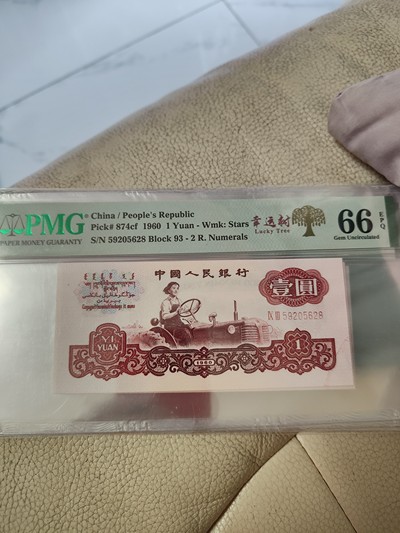 PMG
PAPER MONEY GUARANTY
China / People's Republic
Pick# 874cf 1960 1 Yuan - Wmk: Stars
S/N 59205628 Block 93 - 2 R. Numerals
幸运树
Lucky Tree
66 EPQ
Gem Uncirculated
中國人民銀行
壹圓
IX III 59205628
YI
YUAN
1960
1